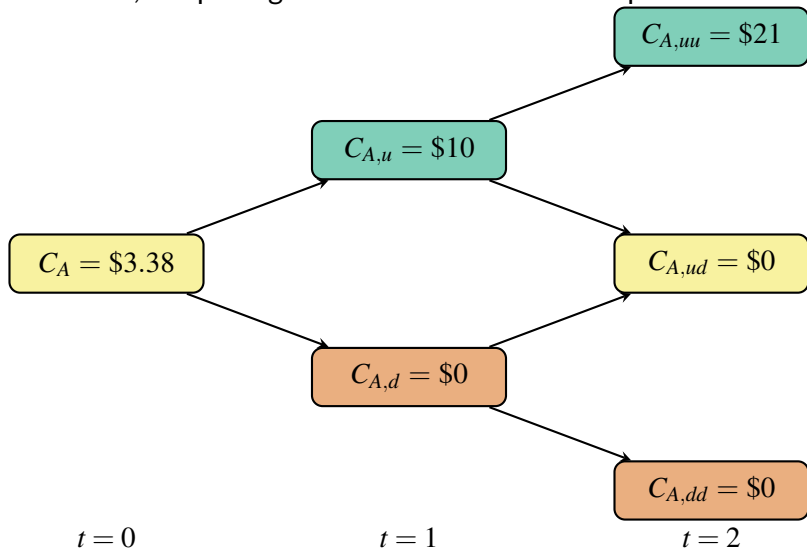 C_{A,uu} = $21
C_{A,u} = $10
C_A = $3.38
C_{A,ud} = $0
C_{A,d} = $0
C_{A,dd} = $0
t = 0
t = 1
t = 2